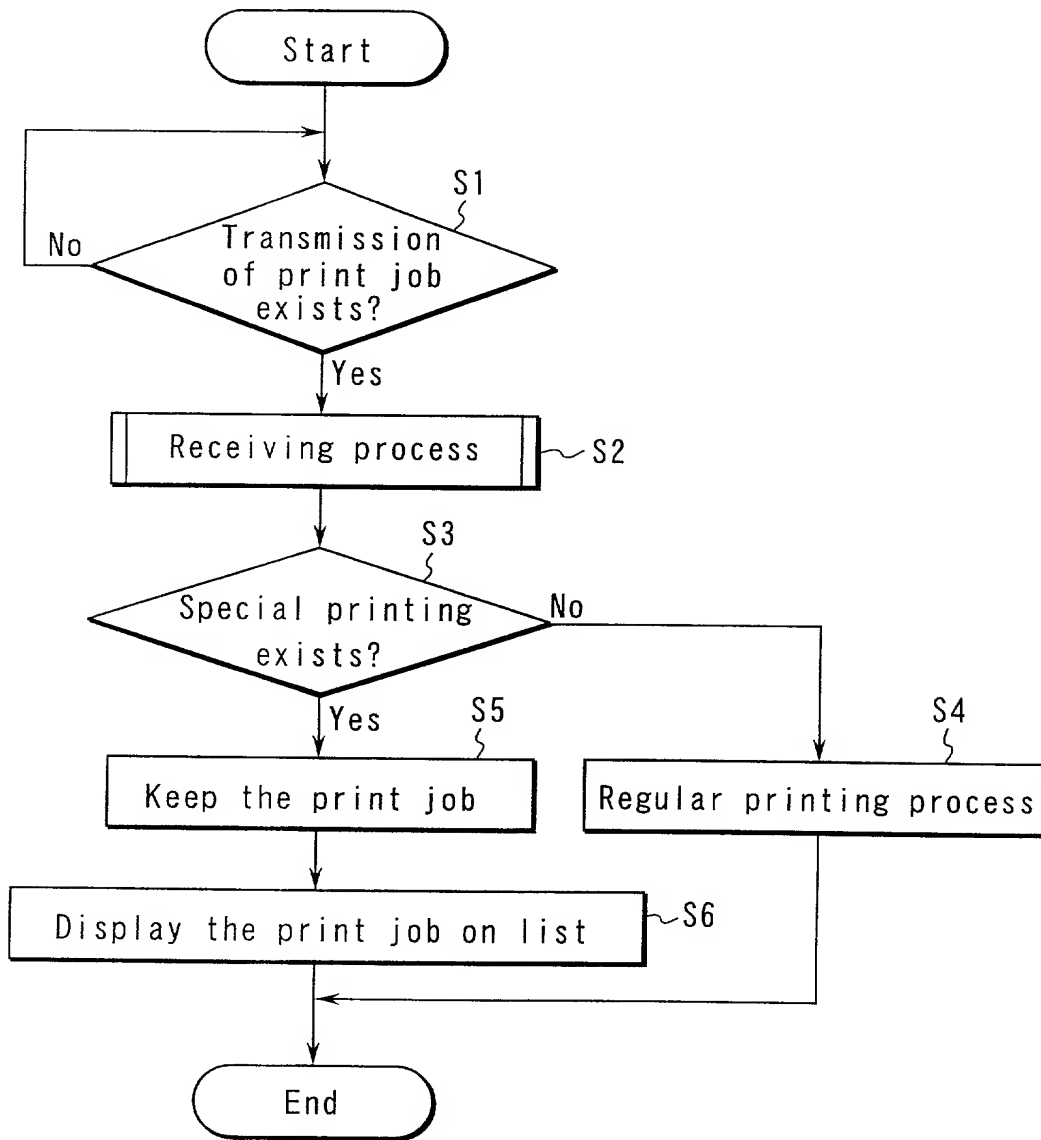 Start
S1
No
Transmission
of print job
exists?
Yes
Receiving process
S2
S3
Special printing
exists?
No
Yes
S5
S4
Keep the print job
Regular printing process
Display the print job on list
S6
End